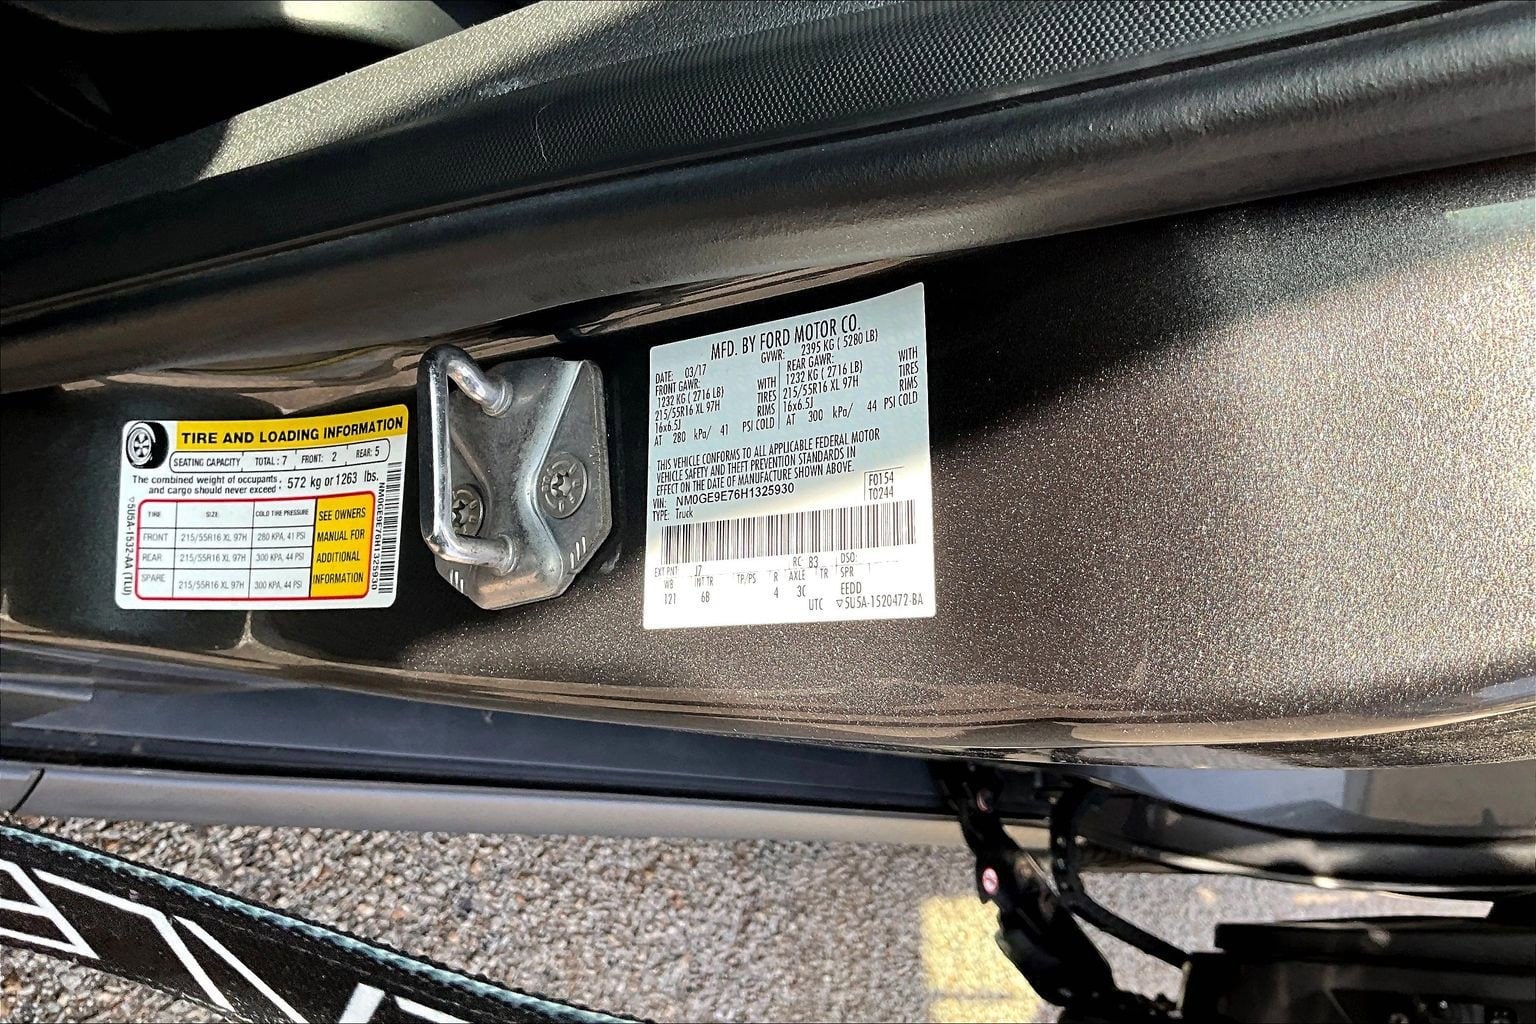 TIRE AND LOADING INFORMATION
SEATING CAPACITY TOTAL : 7 FRONT: 2 REAR: 5
The combined weight of occupants and cargo should never exceed : 572 kg or 1263 lbs.
TIRE SIZE COLD TIRE PRESSURE
FRONT 215/55R16 XL 97H 280 KPA, 41 PSI
REAR 215/55R16 XL 97H 300 KPA, 44 PSI
SPARE 215/55R16 XL 97H 300 KPA, 44 PSI
SEE OWNERS
MANUAL FOR
ADDITIONAL
INFORMATION
NM0GE9E76H1325930
▽5U5A-1532-AA (TLU)
MFD. BY FORD MOTOR CO.
DATE: 03/17 GVWR: 2395 KG ( 5280 LB)
FRONT GAWR: REAR GAWR:
1232 KG ( 2716 LB) WITH 1232 KG ( 2716 LB) WITH
215/55R16 XL 97H TIRES 215/55R16 XL 97H TIRES
16x6.5J RIMS 16x6.5J RIMS
AT 280 kPa/ 41 PSI COLD AT 300 kPa/ 44 PSI COLD
THIS VEHICLE CONFORMS TO ALL APPLICABLE FEDERAL MOTOR
VEHICLE SAFETY AND THEFT PREVENTION STANDARDS IN
EFFECT ON THE DATE OF MANUFACTURE SHOWN ABOVE.
VIN: NM0GE9E76H1325930 F0154
TYPE: Truck T0244
EXT PNT: J7 RC: B3 DSO:
WB INT TR TP/PS R AXLE TR SPR
121 6B 4 3C EEDD
UTC ▽5U5A-1520472-BA